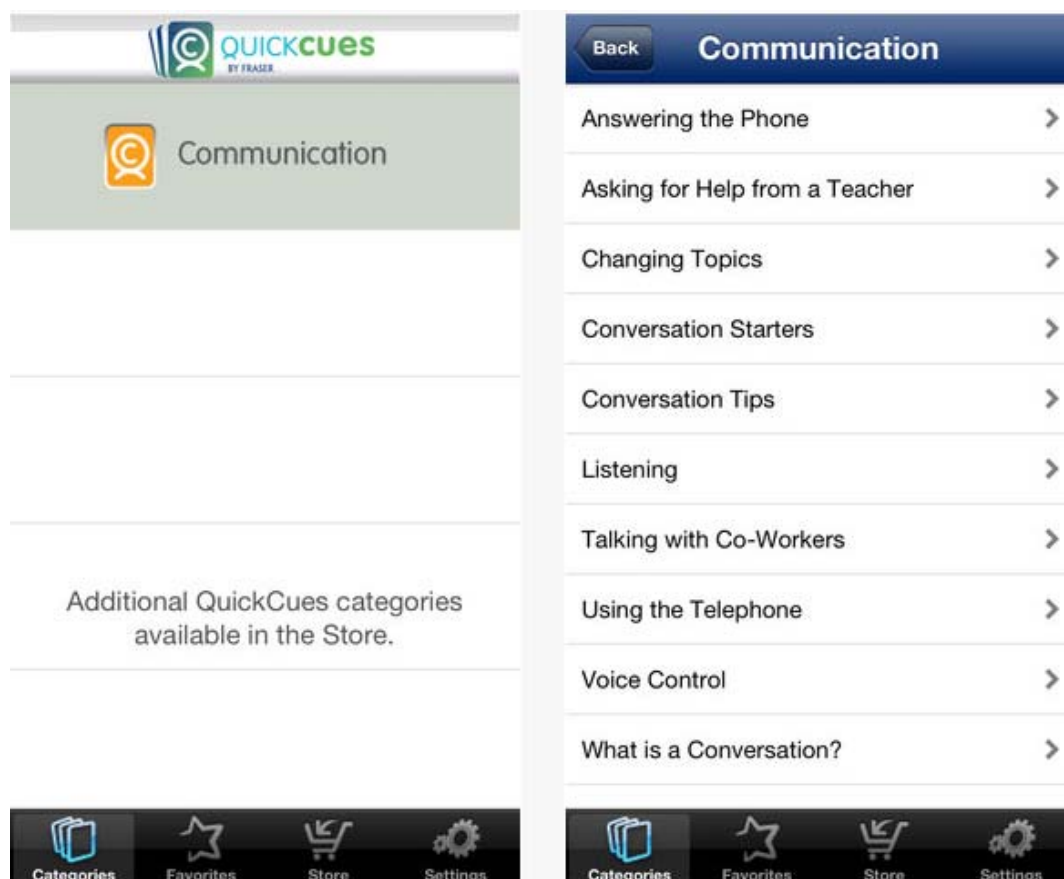 QUICKCUES
BY FRASER
Communication
Additional QuickCues categories
available in the Store.
Categories
Favorites
Store
Settings
Back
Communication
Answering the Phone
Asking for Help from a Teacher
Changing Topics
Conversation Starters
Conversation Tips
Listening
Talking with Co-Workers
Using the Telephone
Voice Control
What is a Conversation?
Categories
Favorites
Store
Settings